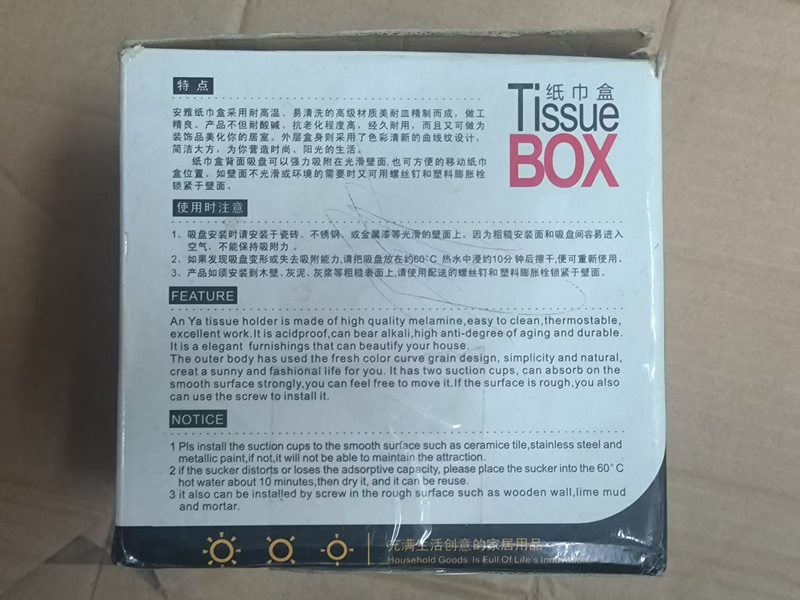 特点
纸巾盒
Tissue
BOX
安雅纸巾盒采用耐高温、易清洗的高级材质美耐皿精制而成，做工
精良。产品不但耐酸碱、抗老化程度高，经久耐用，而且又可做为
装饰品美化你的居室。外层盒身则采用了色彩清新的曲线纹设计，
简洁大方，为你营造时尚、阳光的生活。
纸巾盒背面吸盘可以强力吸附在光滑壁面,也可方便的移动纸巾
盒位置。如壁面不光滑或环境的需要时又可用螺丝钉和塑料膨胀栓
锁紧于壁面。
使用时注意
1、吸盘安装时请安装于瓷砖、不锈钢、或金属漆等光滑的壁面上，因为粗糙安装面和吸盘间容易进入
空气，不能保持吸附力 。
2、如果发现吸盘变形或失去吸附能力,请把吸盘放在约60°C 热水中浸约10分钟后擦干,便可重新使用。
3、产品如须安装到木壁、灰泥、灰浆等粗糙表面上,请使用配送的螺丝钉和塑料膨胀栓锁紧于壁面。
FEATURE
An Ya tissue holder is made of high quality melamine,easy to clean,thermostable,
excellent work.It is acidproof,can bear alkali,high anti-degree of aging and durable.
It is a elegant furnishings that can beautify your house.
The outer body has used the fresh color curve grain design, simplicity and natural,
creat a sunny and fashional life for you. It has two suction cups, can absorb on the
smooth surface strongly,you can feel free to move it.If the surface is rough,you also
can use the screw to install it.
NOTICE
1 Pls install the suction cups to the smooth surface such as ceramice tile,stainless steel and
metallic paint,if not,it will not be able to maintain the attraction.
2 if the sucker distorts or loses the adsorptive capacity, please place the sucker into the 60°C
hot water about 10 minutes,then dry it, and it can be reuse.
3 it also can be installed by screw in the rough surface such as wooden wall,lime mud
and mortar.
充满生活创意的家居用品
Household Goods Is Full Of Life's Innovation